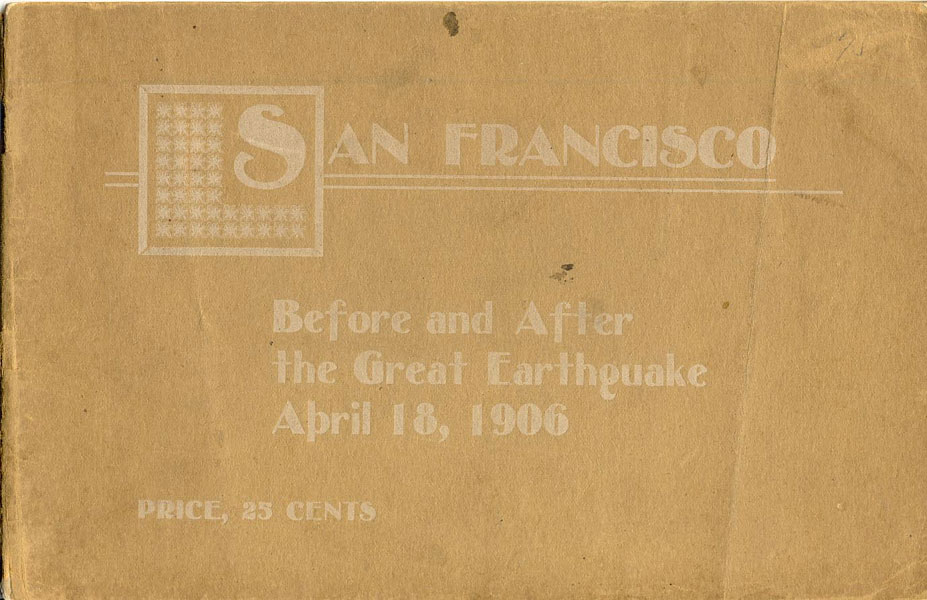 SAN FRANCISCO
Before and After
the Great Earthquake
April 18, 1906
PRICE, 25 CENTS